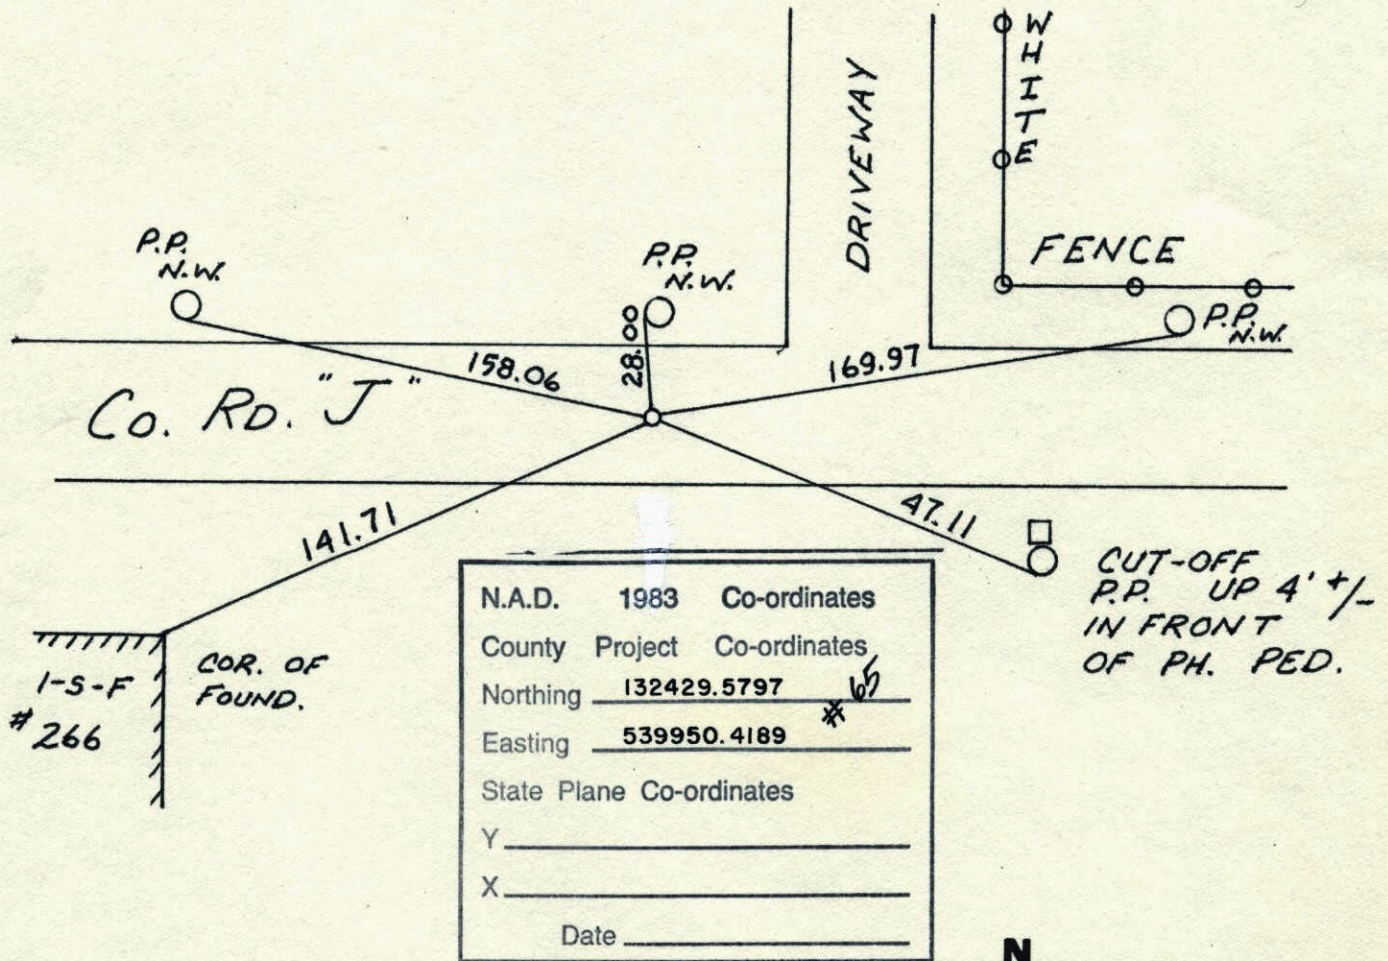 WHITE
DRIVEWAY
FENCE
P.P.
N.W.
P.P.
N.W.
P.P.
N.W.
28.00
158.06
169.97
Co. RD. "J"
141.71
47.11
CUT-OFF
P.P. UP 4' +/-
IN FRONT
OF PH. PED.
COR. OF
FOUND.
1-S-F
# 266
N.A.D. 1983 Co-ordinates
County Project Co-ordinates
Northing 132429.5797
# 65
Easting 539950.4189
State Plane Co-ordinates
Y
X
Date
N